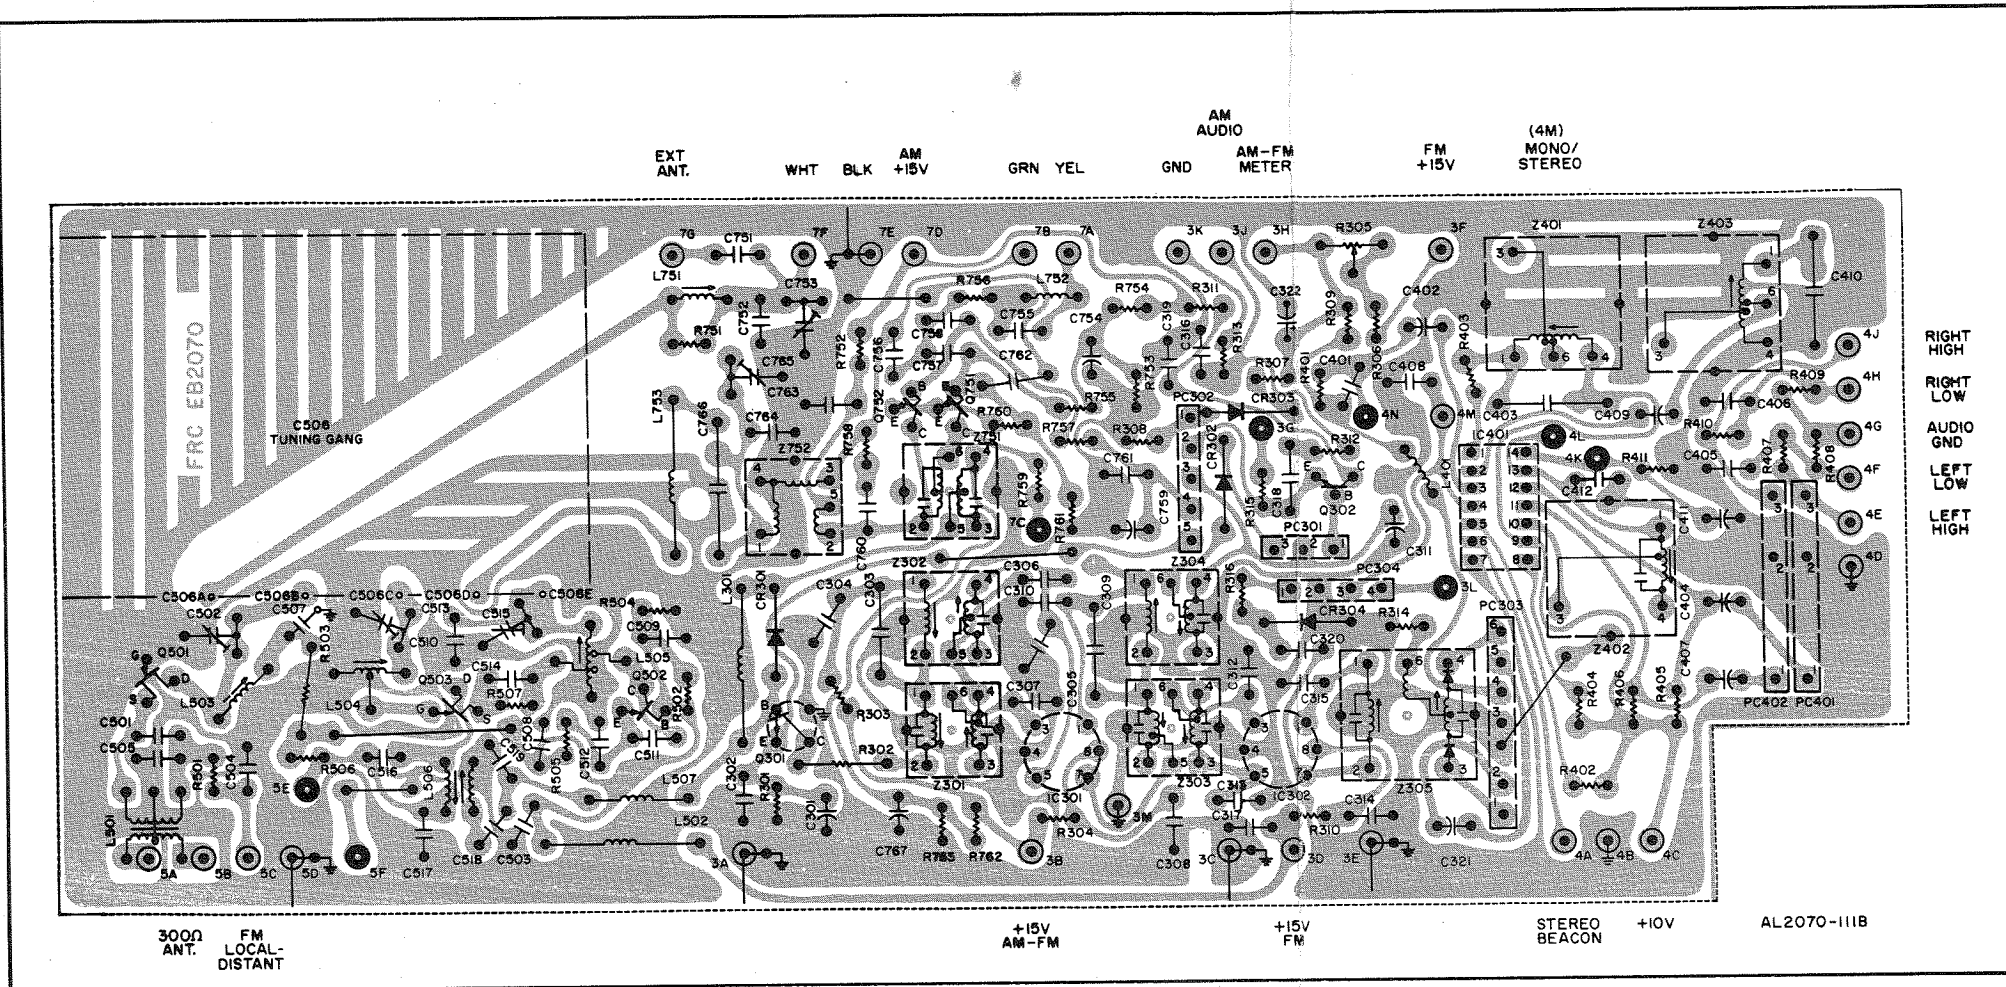 AM
AUDIO
EXT
ANT.
WHT
BLK
AM
+15V
GRN
YEL
GND
AM-FM
METER
FM
+15V
(4M)
MONO/
STEREO
7G
C751
7F
7E
7D
7B
7A
3K
3J
3H
R305
3F
Z401
Z403
L751
C753
R756
L752
R754
C319
R311
C322
R309
C402
C410
C752
R751
C755
C754
C316
R313
R403
4J
RIGHT
HIGH
R752
C756
C757
C762
R753
R307
R401
C401
R306
C408
C765
C763
Q752
Q751
R755
PC302
CR303
R409
4H
RIGHT
LOW
L753
C766
C764
R758
R760
R757
R308
3G
4N
4M
C403
C409
C406
R410
4G
AUDIO
GND
C506
TUNING GANG
FRC EB2070
Z752
Z751
CR302
R312
IC401
4L
4K
R411
C405
R407
R408
4F
LEFT
LOW
C761
R759
R315
C318
Q302
L401
C412
C411
4E
LEFT
HIGH
7C
R761
C759
PC301
C311
4D
C760
Z302
C306
Z304
PC304
C506A
C506B
C506C
C506D
C506E
L301
CR301
C304
C303
C310
C309
R316
3L
C404
C502
C507
C513
C515
R504
CR304
R314
PC303
R503
C510
C509
C320
Z402
Q501
C514
L505
Q503
Q502
C312
C407
L503
L504
R507
R502
C307
C305
C315
R404
R406
R405
PC402
PC401
C501
C505
C508
C512
C511
R303
Q301
R302
R501
C504
R506
C516
L506
C519
R505
L507
C302
R301
Z301
IC301
Z303
IC302
Z305
R402
5E
L501
C301
3M
C313
C317
C314
L502
R304
R310
C518
C503
C767
R763
R762
C308
C321
5A
5B
5C
5D
5F
C517
3A
3B
3C
3D
3E
4A
4B
4C
300Ω
ANT.
FM
LOCAL-
DISTANT
+15V
AM-FM
+15V
FM
STEREO
BEACON
+10V
AL2070-111B